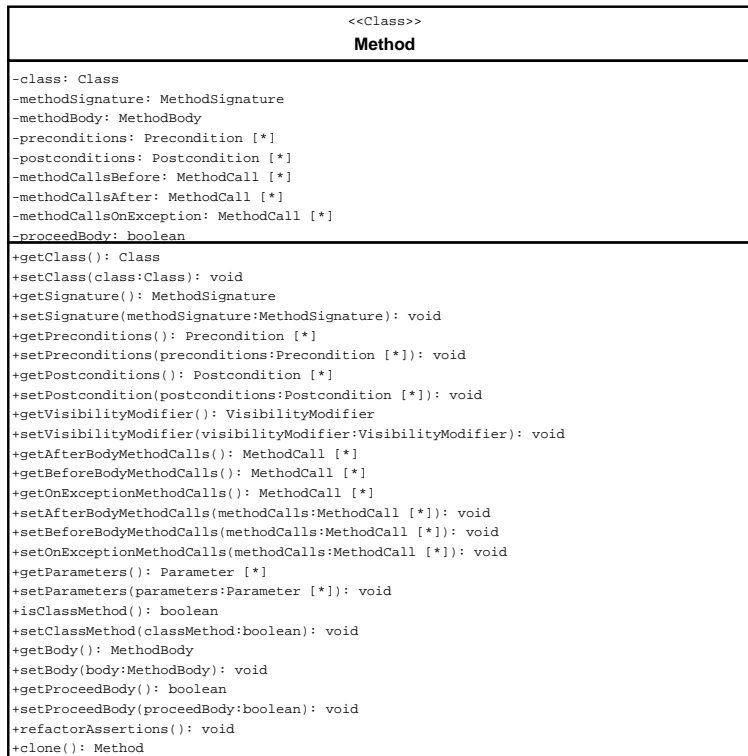 <<Class>>
Method
-class: Class
-methodSignature: MethodSignature
-methodBody: MethodBody
-preconditions: Precondition [*]
-postconditions: Postcondition [*]
-methodCallsBefore: MethodCall [*]
-methodCallsAfter: MethodCall [*]
-methodCallsOnException: MethodCall [*]
-proceedBody: boolean
+getClass(): Class
+setClass(class:Class): void
+getSignature(): MethodSignature
+setSignature(methodSignature:MethodSignature): void
+getPreconditions(): Precondition [*]
+setPreconditions(preconditions:Precondition [*]): void
+getPostconditions(): Postcondition [*]
+setPostcondition(postconditions:Postcondition [*]): void
+getVisibilityModifier(): VisibilityModifier
+setVisibilityModifier(visibilityModifier:VisibilityModifier): void
+getAfterBodyMethodCalls(): MethodCall [*]
+getBeforeBodyMethodCalls(): MethodCall [*]
+getOnExceptionMethodCalls(): MethodCall [*]
+setAfterBodyMethodCalls(methodCalls:MethodCall [*]): void
+setBeforeBodyMethodCalls(methodCalls:MethodCall [*]): void
+setOnExceptionMethodCalls(methodCalls:MethodCall [*]): void
+getParameters(): Parameter [*]
+setParameters(parameters:Parameter [*]): void
+isClassMethod(): boolean
+setClassMethod(classMethod:boolean): void
+getBody(): MethodBody
+setBody(body:MethodBody): void
+getProceedBody(): boolean
+setProceedBody(proceedBody:boolean): void
+refactorAssertions(): void
+clone(): Method